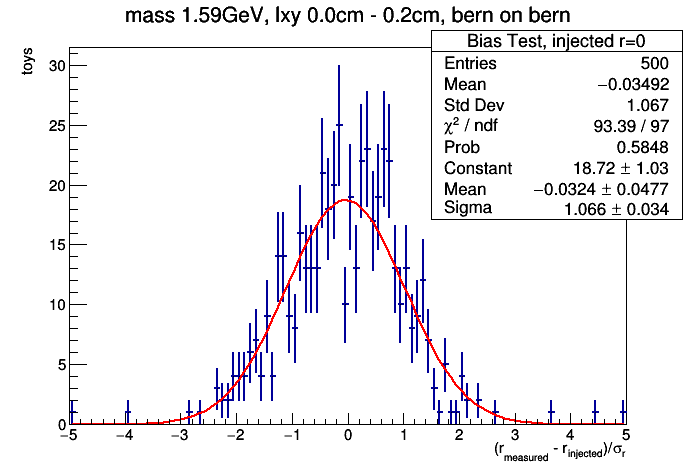 mass 1.59GeV, lxy 0.0cm - 0.2cm, bern on bern
Bias Test, injected r=0
Entries 500
Mean −0.03492
Std Dev 1.067
χ² / ndf 93.39 / 97
Prob 0.5848
Constant 18.72 ± 1.03
Mean −0.0324 ± 0.0477
Sigma 1.066 ± 0.034
toys
30
25
20
15
10
5
0
−5 −4 −3 −2 −1 0 1 2 3 4 5
(r_measured - r_injected)/σ_r